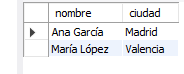 nombre ciudad
Ana García Madrid
María López Valencia